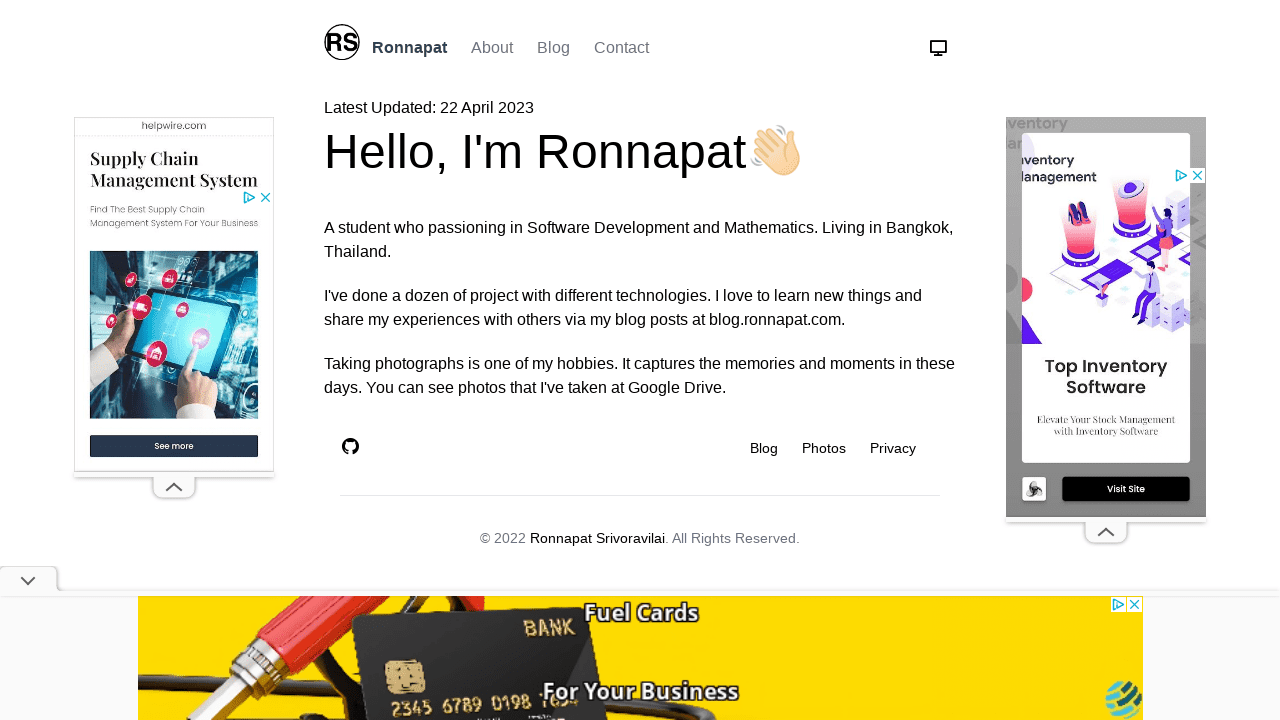 RS
Ronnapat
About
Blog
Contact
Latest Updated: 22 April 2023
Hello, I'm Ronnapat
A student who passioning in Software Development and Mathematics. Living in Bangkok,
Thailand.
I've done a dozen of project with different technologies. I love to learn new things and
share my experiences with others via my blog posts at blog.ronnapat.com.
Taking photographs is one of my hobbies. It captures the memories and moments in these
days. You can see photos that I've taken at Google Drive.
Blog
Photos
Privacy
© 2022 Ronnapat Srivoravilai. All Rights Reserved.
helpwire.com
Supply Chain
Management System
Find The Best Supply Chain
Management System For Your Business
See more
Inventory
Top Inventory
Software
Elevate Your Stock Management
with Inventory Software
Visit Site
Fuel Cards
BANK
For Your Business
2345 6789 0198